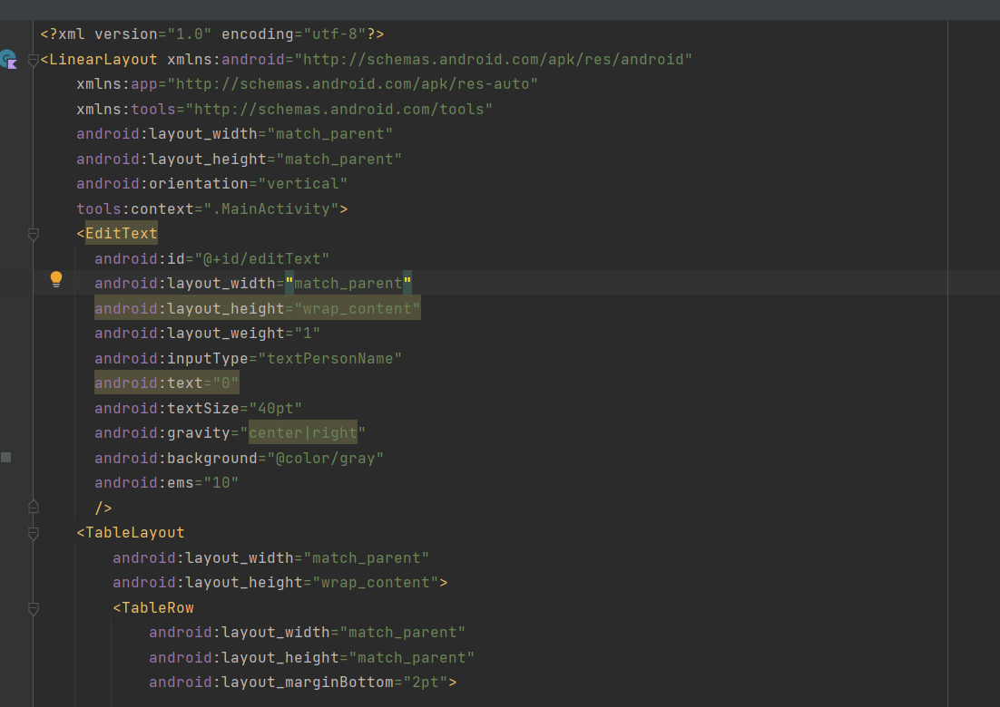 <?xml version="1.0" encoding="utf-8"?>
<LinearLayout xmlns:android="http://schemas.android.com/apk/res/android"
xmlns:app="http://schemas.android.com/apk/res-auto"
xmlns:tools="http://schemas.android.com/tools"
android:layout_width="match_parent"
android:layout_height="match_parent"
android:orientation="vertical"
tools:context=".MainActivity">
<EditText
android:id="@+id/editText"
android:layout_width="match_parent"
android:layout_height="wrap_content"
android:layout_weight="1"
android:inputType="textPersonName"
android:text="0"
android:textSize="40pt"
android:gravity="center|right"
android:background="@color/gray"
android:ems="10"
/>
<TableLayout
android:layout_width="match_parent"
android:layout_height="wrap_content">
<TableRow
android:layout_width="match_parent"
android:layout_height="match_parent"
android:layout_marginBottom="2pt">